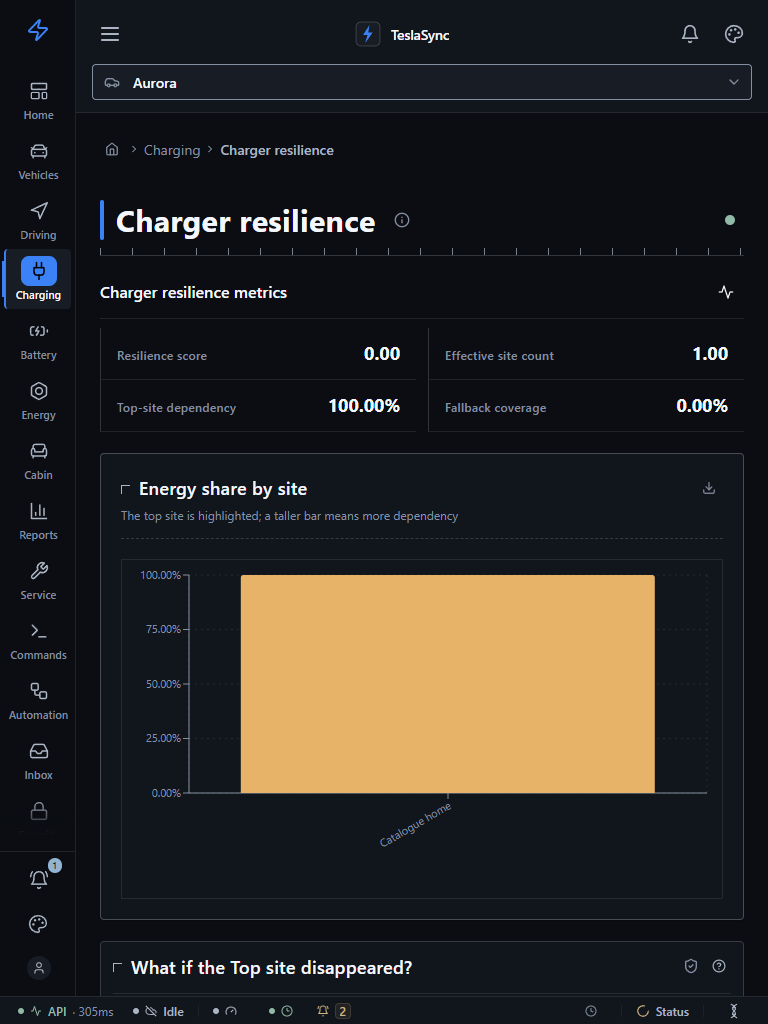 TeslaSync
Aurora
Home
Vehicles
Driving
Charging
Battery
Energy
Cabin
Reports
Service
Commands
Automation
Inbox
1
Charging
Charger resilience
Charger resilience
Charger resilience metrics
Resilience score 0.00
Effective site count 1.00
Top-site dependency 100.00%
Fallback coverage 0.00%
Energy share by site
The top site is highlighted; a taller bar means more dependency
100.00%
75.00%
50.00%
25.00%
0.00%
Catalogue home
What if the Top site disappeared?
API · 305ms
Idle
2
Status